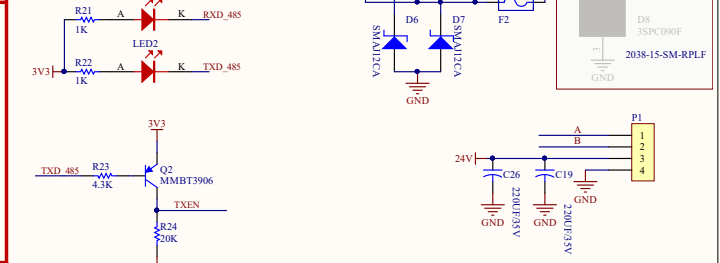 R21
1K
A
K
RXD_485
LED2
3V3
R22
1K
A
K
TXD_485
D6
D7
F2
SMAJ12CA
SMAJ12CA
GND
D8
3SPC090F
GND
2038-15-SM-RPLF
3V3
TXD_485
R23
4.3K
Q2
MMBT3906
TXEN
R24
20K
P1
A
B
1
2
3
4
24V
C26
220UF/35V
C19
220UF/35V
GND
GND
GND